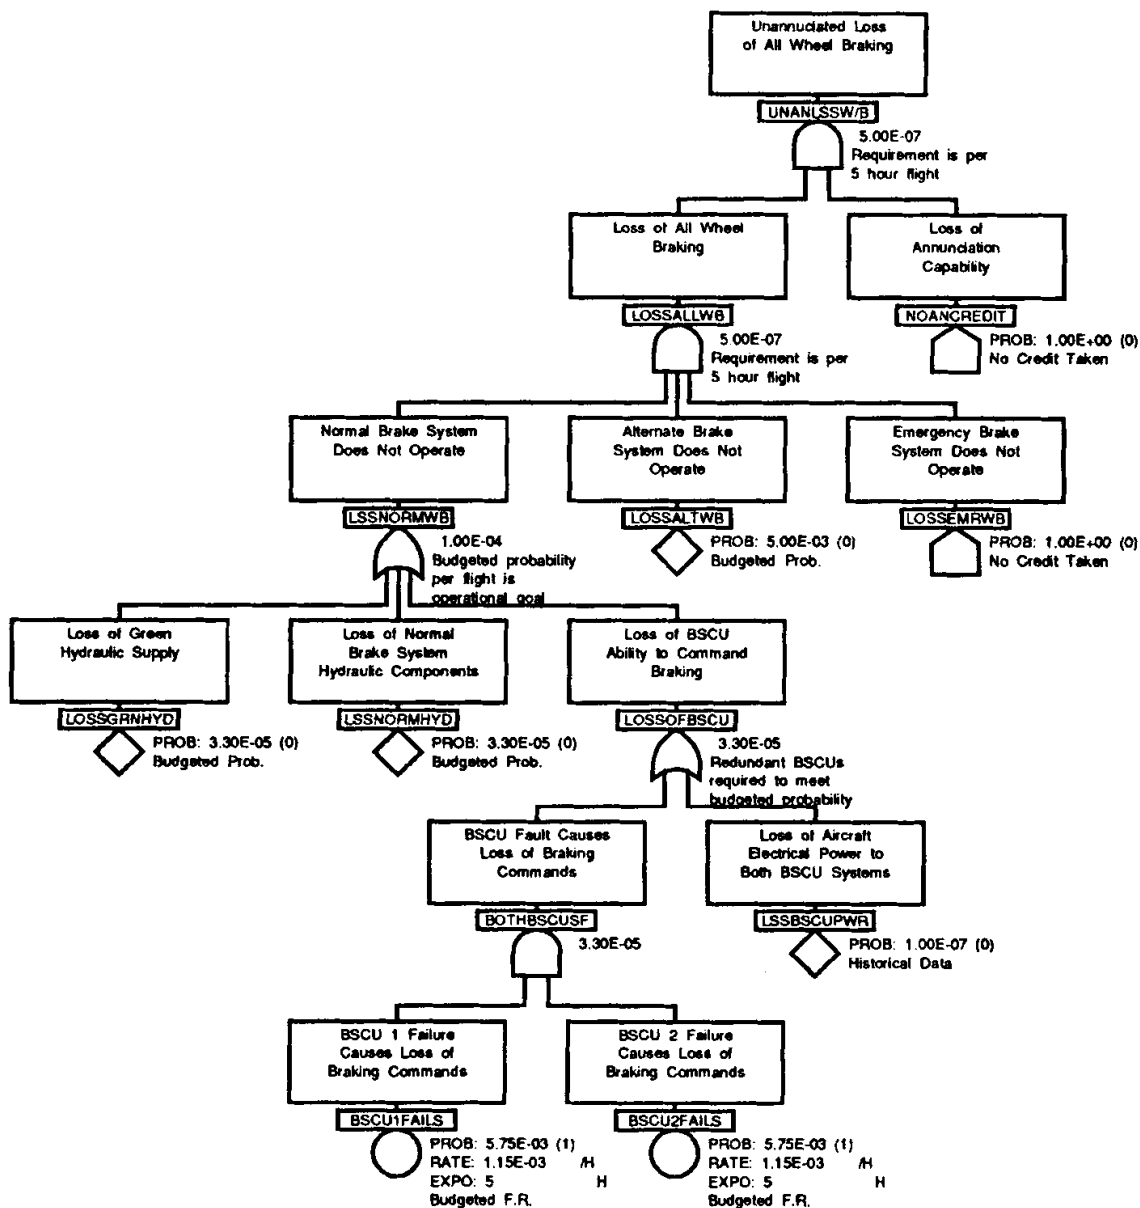 Unannuciated Loss
of All Wheel Braking
UNANLSSW/B
5.00E-07
Requirement is per
5 hour flight
Loss of All Wheel
Braking
LOSSALLWB
5.00E-07
Requirement is per
5 hour flight
Loss of
Annunciation
Capability
NOANCREDIT
PROB: 1.00E+00 (0)
No Credit Taken
Normal Brake System
Does Not Operate
LSSNORMWB
1.00E-04
Budgeted probability
per flight is
operational goal
Alternate Brake
System Does Not
Operate
LOSSALTWB
PROB: 5.00E-03 (0)
Budgeted Prob.
Emergency Brake
System Does Not
Operate
LOSSEMRWB
PROB: 1.00E+00 (0)
No Credit Taken
Loss of Green
Hydraulic Supply
LOSSGRNHYD
PROB: 3.30E-05 (0)
Budgeted Prob.
Loss of Normal
Brake System
Hydraulic Components
LSSNORMHYD
PROB: 3.30E-05 (0)
Budgeted Prob.
Loss of BSCU
Ability to Command
Braking
LOSSOFBSCU
3.30E-05
Redundant BSCUs
required to meet
budgeted probability
BSCU Fault Causes
Loss of Braking
Commands
BOTHBSCUSF
3.30E-05
Loss of Aircraft
Electrical Power to
Both BSCU Systems
LSSBSCUPWR
PROB: 1.00E-07 (0)
Historical Data
BSCU 1 Failure
Causes Loss of
Braking Commands
BSCU1FAILS
PROB: 5.75E-03 (1)
RATE: 1.15E-03 /H
EXPO: 5 H
Budgeted F.R.
BSCU 2 Failure
Causes Loss of
Braking Commands
BSCU2FAILS
PROB: 5.75E-03 (1)
RATE: 1.15E-03 /H
EXPO: 5 H
Budgeted F.R.